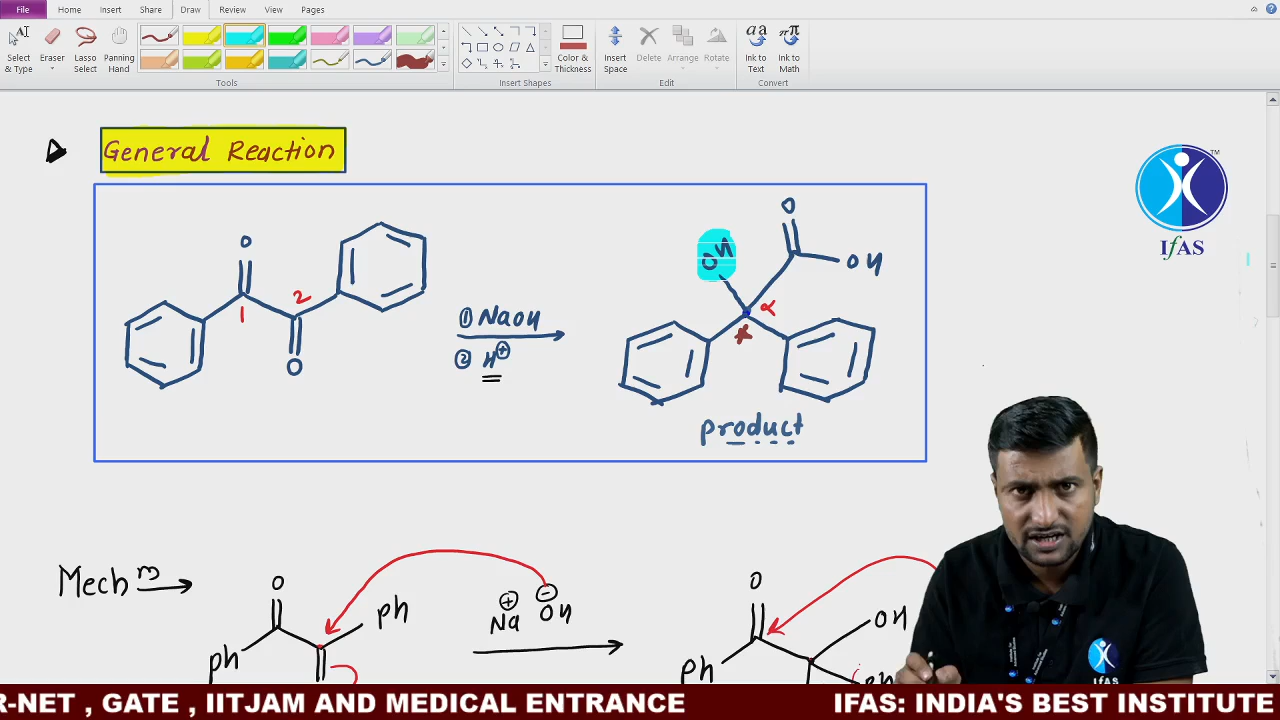 File Home Insert Share Draw Review View Pages
Select & Type
Eraser
Lasso Select
Panning Hand
Color & Thickness
Insert Space
Delete
Arrange
Rotate
Ink to Text
Ink to Math
Tools
Insert Shapes
Edit
Convert
General Reaction
O
1
2
O
① NaOH
② H⊕
OH
O
OH
α
*
product
TM
IfAS
Mech m
O
Ph
Ph
⊕ ⊖
Na OH
O
OH
Ph
Ph
R-NET , GATE , IITJAM AND MEDICAL ENTRANCE
IFAS: INDIA'S BEST INSTITUTE